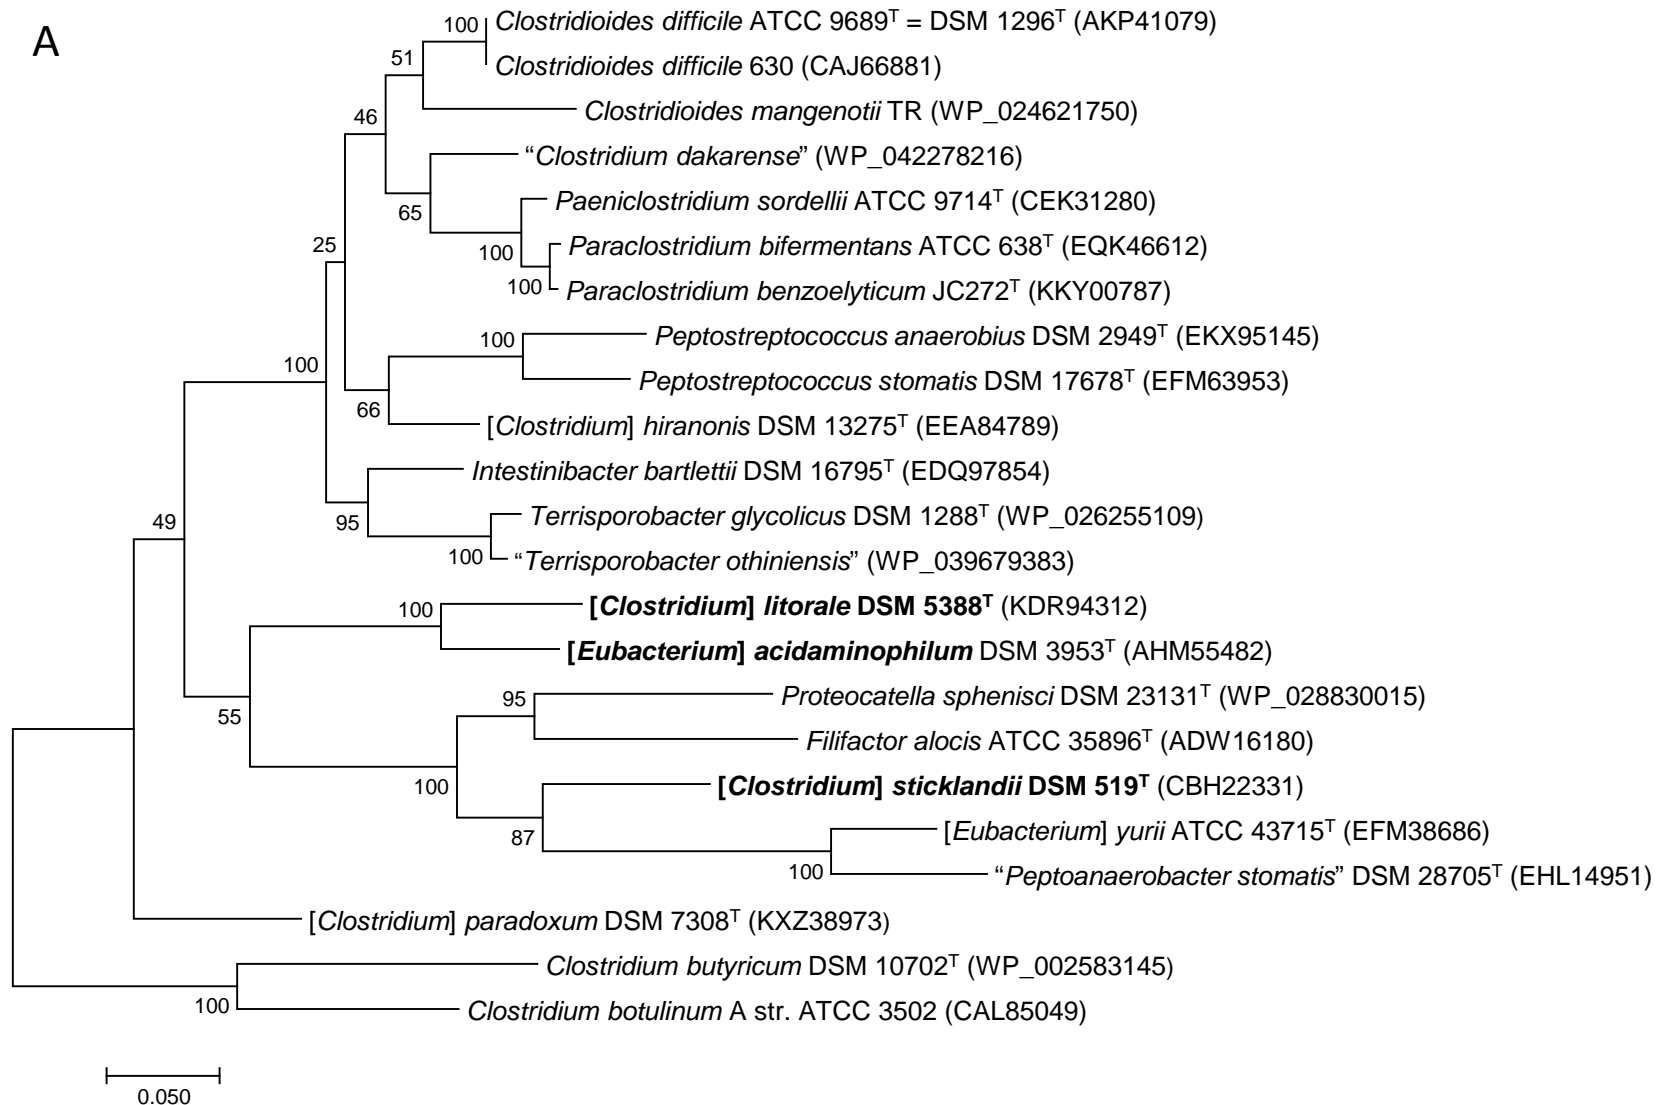 A
100
Clostridioides difficile ATCC 9689ᵀ = DSM 1296ᵀ (AKP41079)
51
Clostridioides difficile 630 (CAJ66881)
Clostridioides mangenotii TR (WP_024621750)
46
“Clostridium dakarense” (WP_042278216)
65
Paeniclostridium sordellii ATCC 9714ᵀ (CEK31280)
25
100
Paraclostridium bifermentans ATCC 638ᵀ (EQK46612)
100
Paraclostridium benzoelyticum JC272ᵀ (KKY00787)
100
Peptostreptococcus anaerobius DSM 2949ᵀ (EKX95145)
100
Peptostreptococcus stomatis DSM 17678ᵀ (EFM63953)
66
[Clostridium] hiranonis DSM 13275ᵀ (EEA84789)
Intestinibacter bartlettii DSM 16795ᵀ (EDQ97854)
49
95
Terrisporobacter glycolicus DSM 1288ᵀ (WP_026255109)
100
“Terrisporobacter othiniensis” (WP_039679383)
100
[Clostridium] litorale DSM 5388ᵀ (KDR94312)
[Eubacterium] acidaminophilum DSM 3953ᵀ (AHM55482)
55
95
Proteocatella sphenisci DSM 23131ᵀ (WP_028830015)
Filifactor alocis ATCC 35896ᵀ (ADW16180)
100
[Clostridium] sticklandii DSM 519ᵀ (CBH22331)
87
[Eubacterium] yurii ATCC 43715ᵀ (EFM38686)
100
“Peptoanaerobacter stomatis” DSM 28705ᵀ (EHL14951)
[Clostridium] paradoxum DSM 7308ᵀ (KXZ38973)
Clostridium butyricum DSM 10702ᵀ (WP_002583145)
100
Clostridium botulinum A str. ATCC 3502 (CAL85049)
0.050